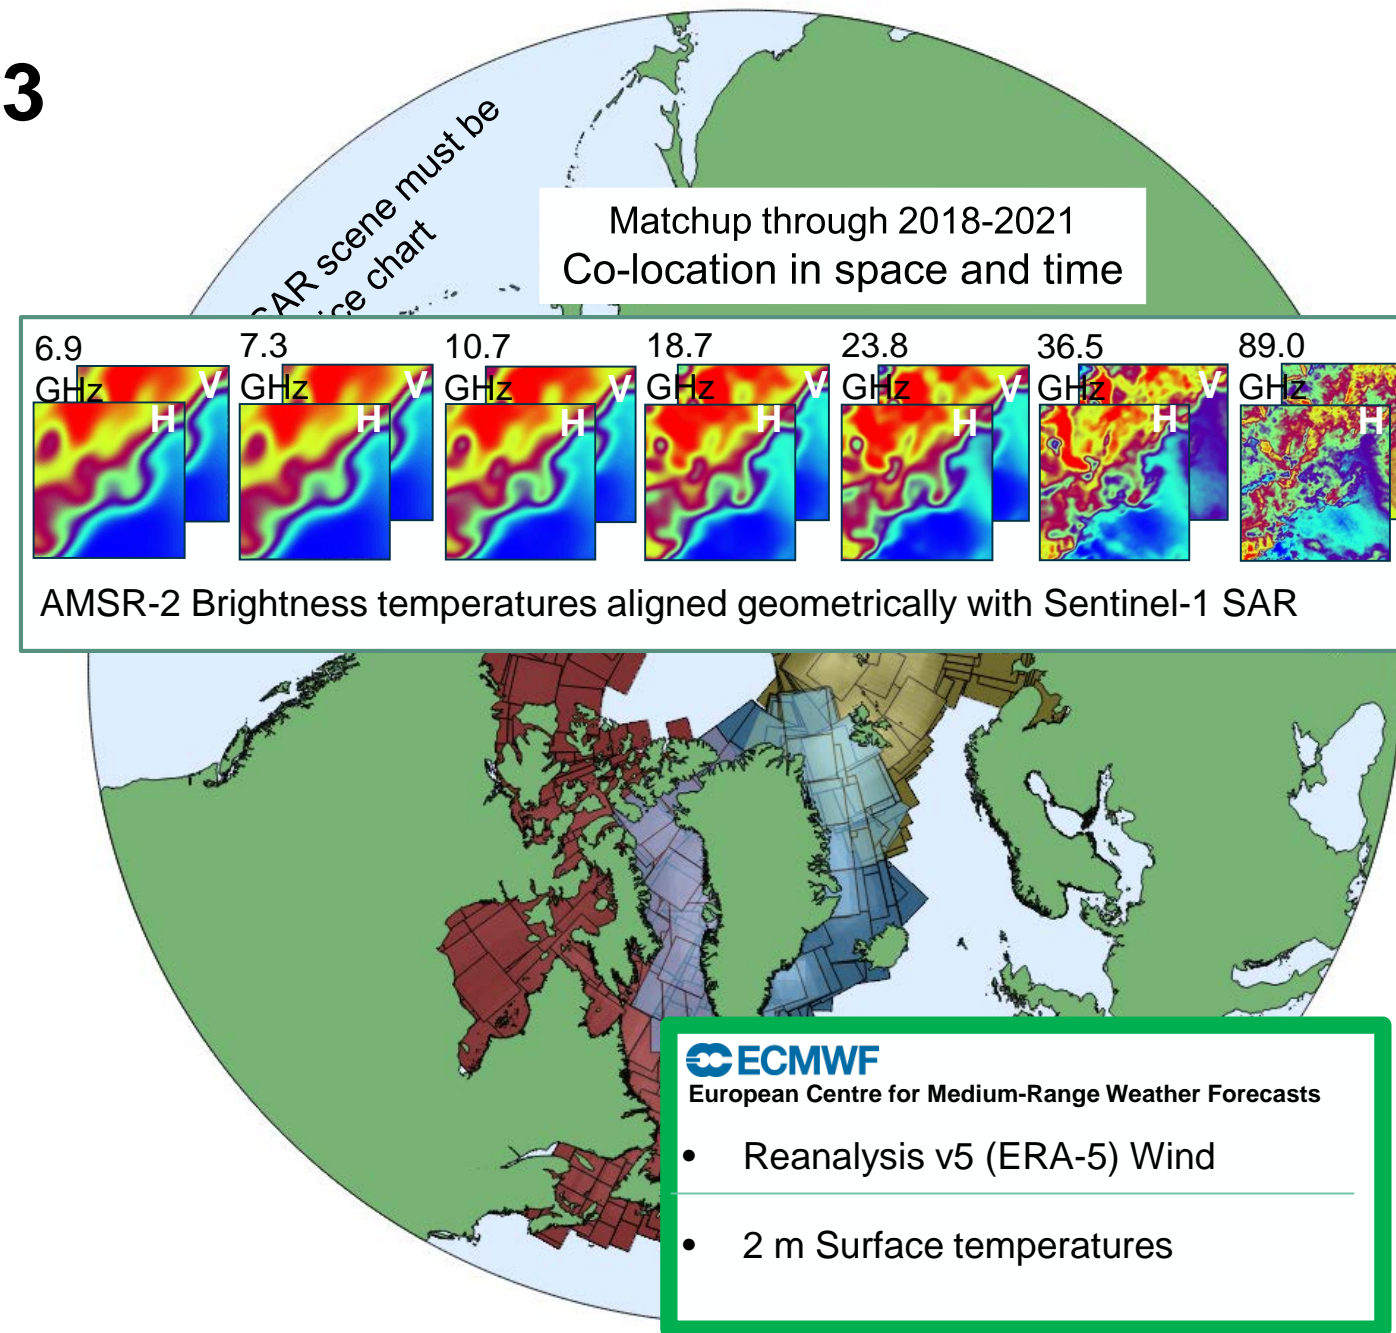 3
SAR scene must be
ice chart
Matchup through 2018-2021
Co-location in space and time
6.9
GHz
V
H
7.3
GHz
V
H
10.7
GHz
V
H
18.7
GHz
V
H
23.8
GHz
V
H
36.5
GHz
V
H
89.0
GHz
H
AMSR-2 Brightness temperatures aligned geometrically with Sentinel-1 SAR
ECMWF
European Centre for Medium-Range Weather Forecasts
• Reanalysis v5 (ERA-5) Wind
• 2 m Surface temperatures